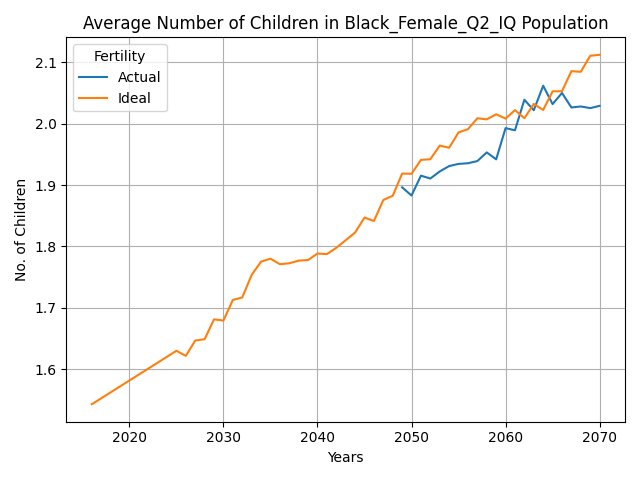 Average Number of Children in Black_Female_Q2_IQ Population
Fertility
Actual
Ideal
No. of Children
2.1
2.0
1.9
1.8
1.7
1.6
2020 2030 2040 2050 2060 2070
Years